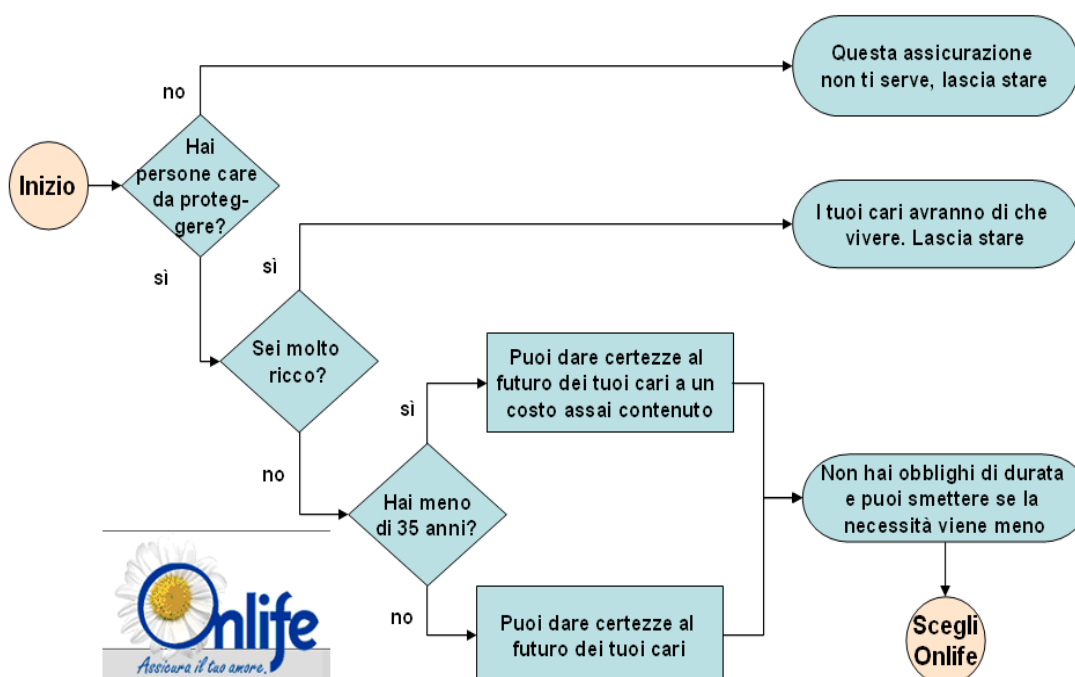 Questa assicurazione
non ti serve, lascia stare
no
Hai
persone care
da proteg-
gere?
Inizio
I tuoi cari avranno di che
vivere. Lascia stare
sì
sì
Sei molto
ricco?
Puoi dare certezze al
futuro dei tuoi cari a un
costo assai contenuto
sì
no
Hai meno
di 35 anni?
Non hai obblighi di durata
e puoi smettere se la
necessità viene meno
no
Puoi dare certezze al
futuro dei tuoi cari
Scegli
Onlife
Onlife
Assicura il tuo amore.